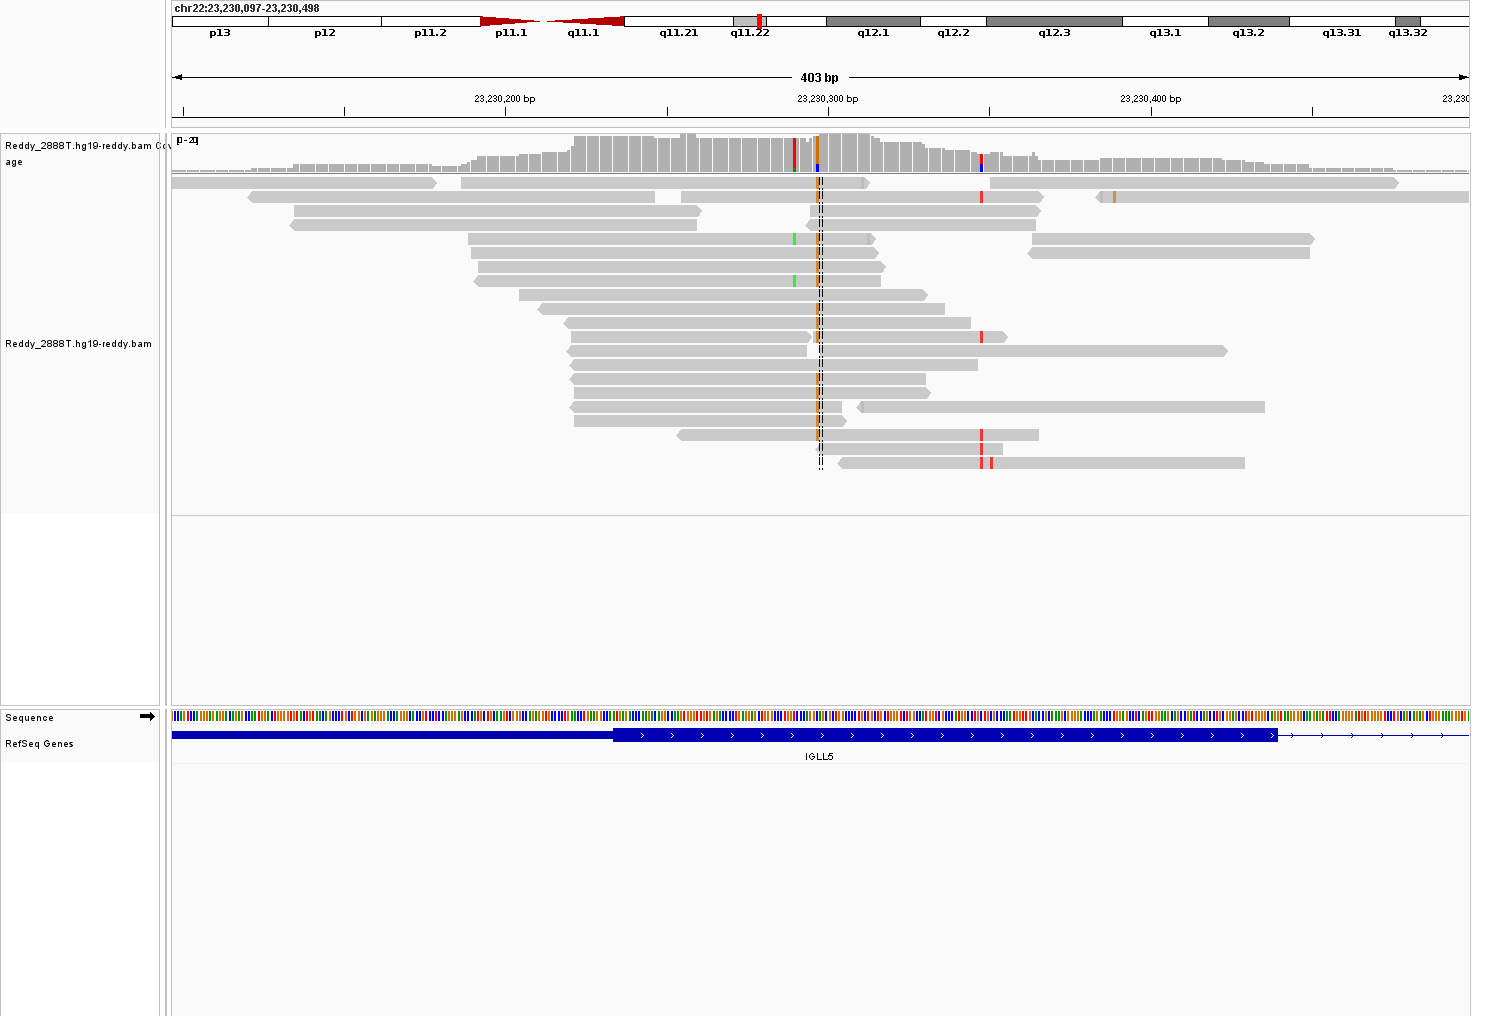 chr22:23,230,097-23,230,498
p13 p12 p11.2 p11.1 q11.1 q11.21 q11.22 q12.1 q12.2 q12.3 q13.1 q13.2 q13.31 q13.32
403 bp
23,230,200 bp 23,230,300 bp 23,230,400 bp 23,230
Reddy_2888T.hg19-reddy.bam Cov
age
[0 - 20]
Reddy_2888T.hg19-reddy.bam
Sequence
RefSeq Genes
IGLL5